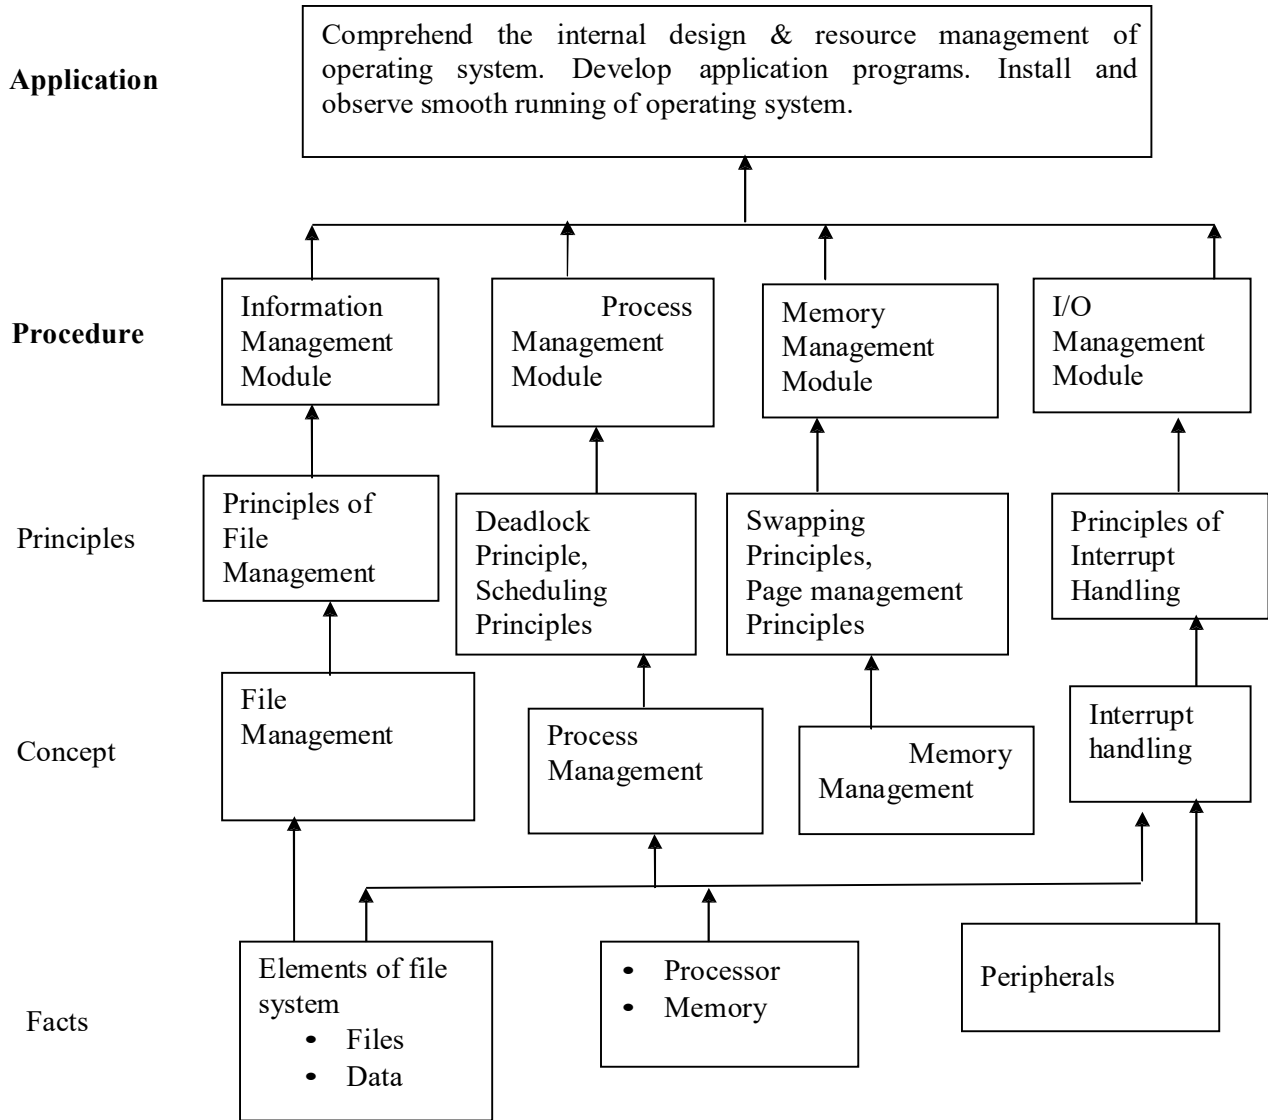 Application
Comprehend the internal design & resource management of
operating system. Develop application programs. Install and
observe smooth running of operating system.
Procedure
Information
Management
Module
Process
Management
Module
Memory
Management
Module
I/O
Management
Module
Principles
Principles of
File
Management
Deadlock
Principle,
Scheduling
Principles
Swapping
Principles,
Page management
Principles
Principles of
Interrupt
Handling
Concept
File
Management
Process
Management
Memory
Management
Interrupt
handling
Facts
Elements of file
system
• Files
• Data
• Processor
• Memory
Peripherals